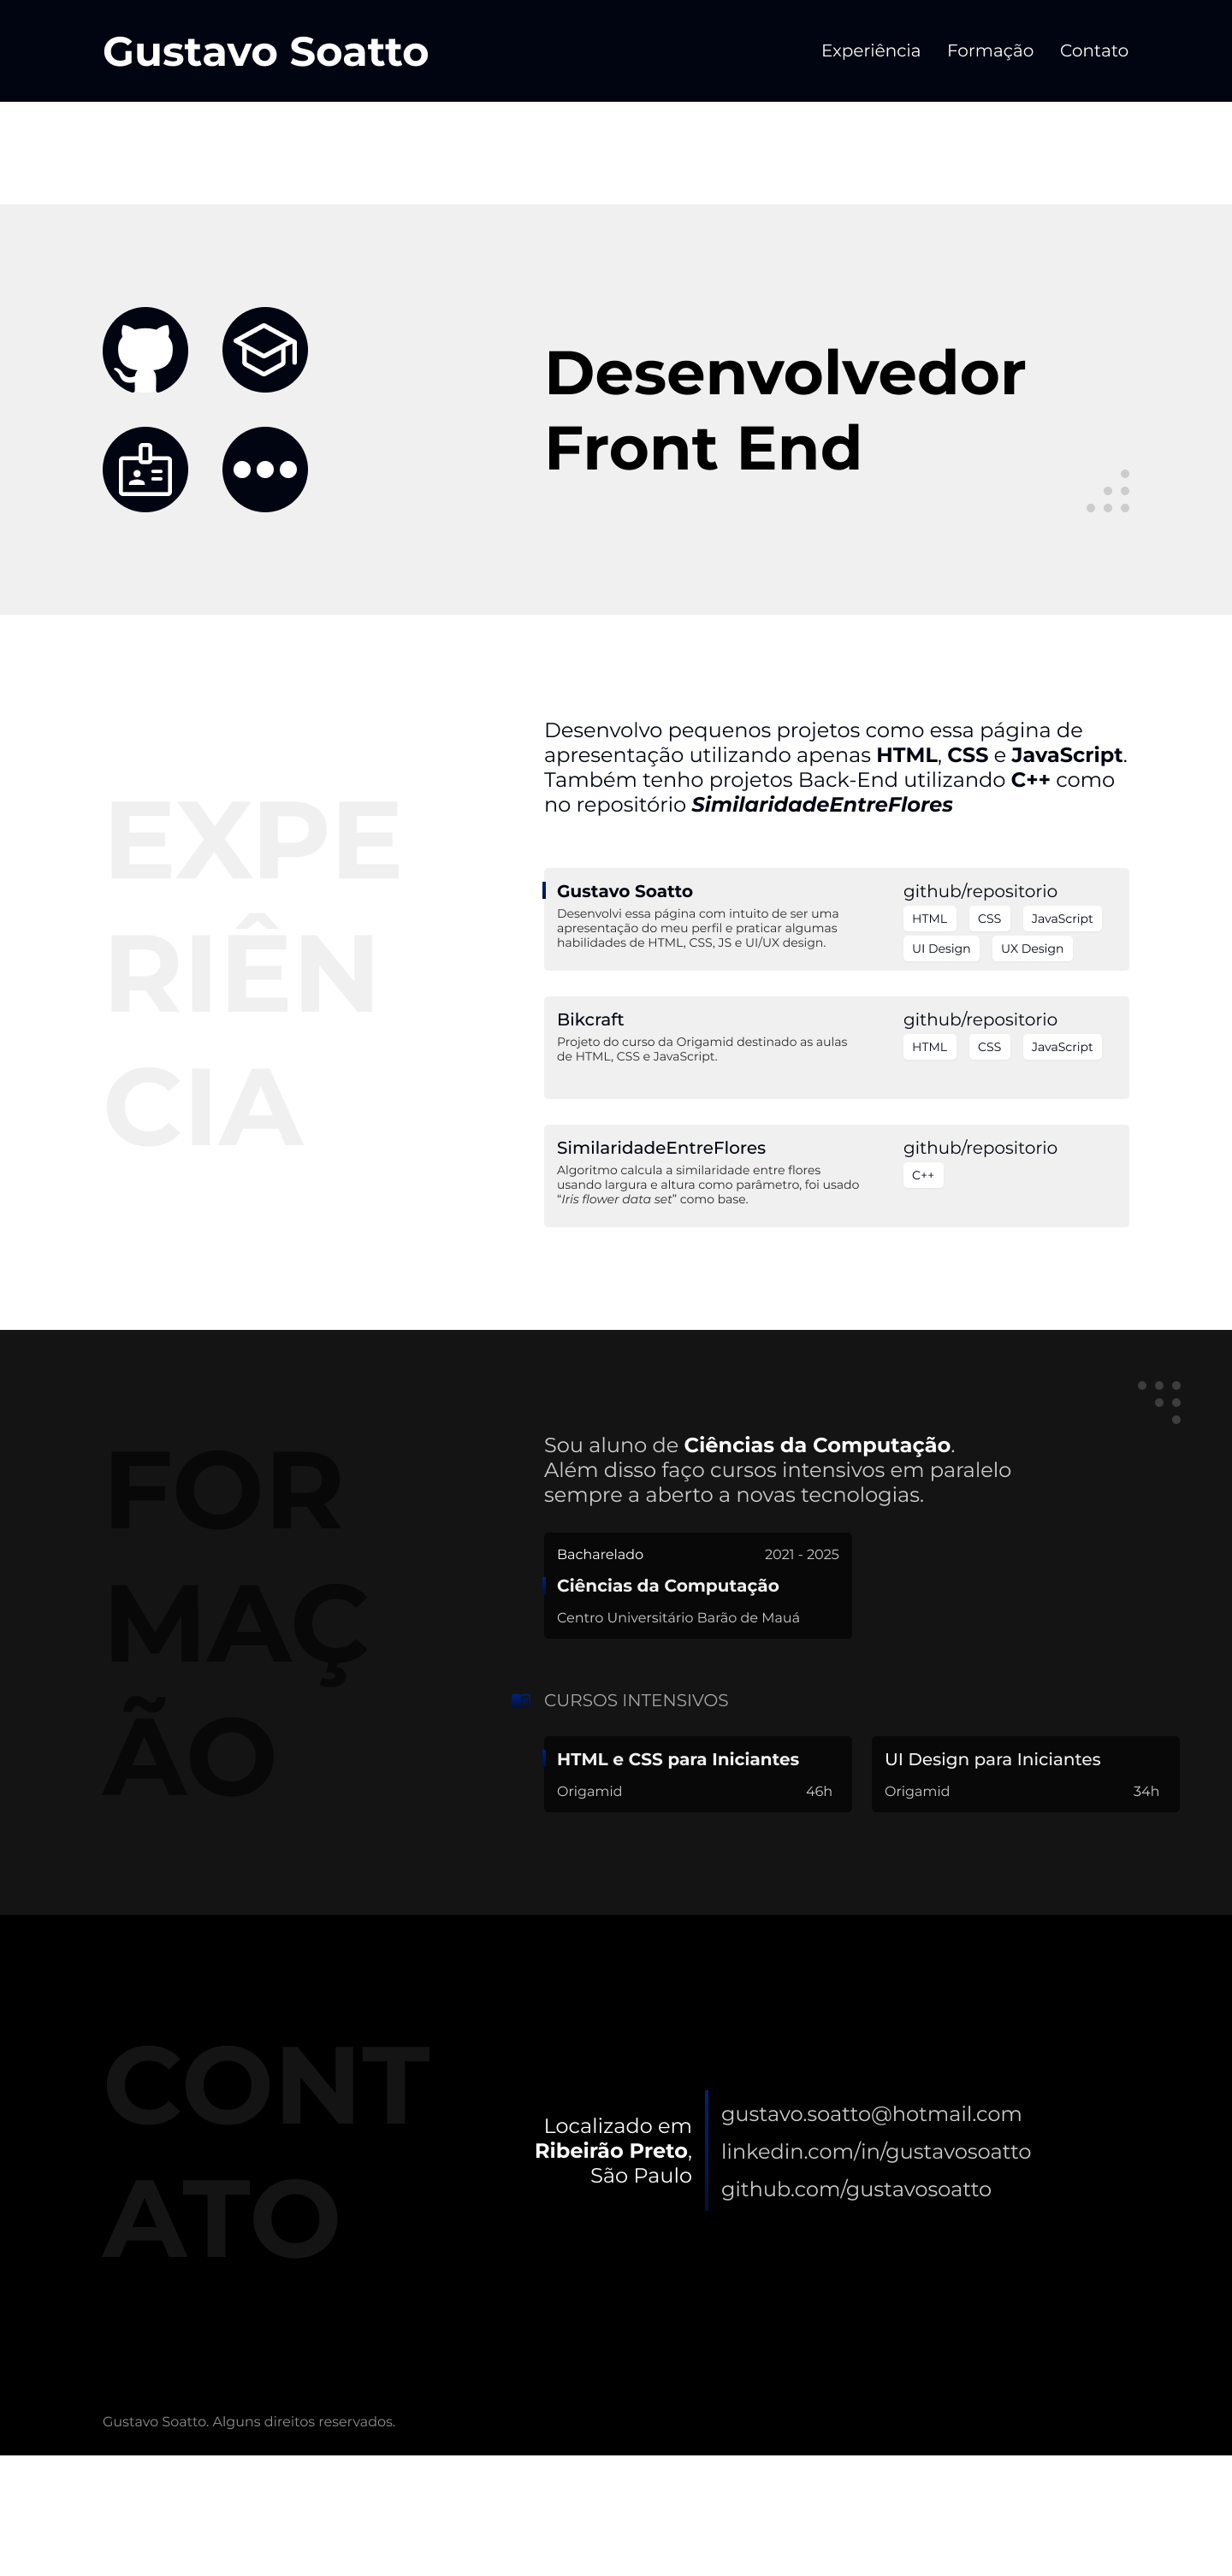 Gustavo Soatto
Experiência Formação Contato
Desenvolvedor
Front End
EXPE
RIÊN
CIA
Desenvolvo pequenos projetos como essa página de
apresentação utilizando apenas HTML, CSS e JavaScript.
Também tenho projetos Back-End utilizando C++ como
no repositório SimilaridadeEntreFlores
Gustavo Soatto
Desenvolvi essa página com intuito de ser uma
apresentação do meu perfil e praticar algumas
habilidades de HTML, CSS, JS e UI/UX design.
github/repositorio
HTML CSS JavaScript
UI Design UX Design
Bikcraft
Projeto do curso da Origamid destinado as aulas
de HTML, CSS e JavaScript.
github/repositorio
HTML CSS JavaScript
SimilaridadeEntreFlores
Algoritmo calcula a similaridade entre flores
usando largura e altura como parâmetro, foi usado
“Iris flower data set” como base.
github/repositorio
C++
FOR
MAÇ
ÃO
Sou aluno de Ciências da Computação.
Além disso faço cursos intensivos em paralelo
sempre a aberto a novas tecnologias.
Bacharelado 2021 - 2025
Ciências da Computação
Centro Universitário Barão de Mauá
CURSOS INTENSIVOS
HTML e CSS para Iniciantes
Origamid 46h
UI Design para Iniciantes
Origamid 34h
CONT
ATO
Localizado em
Ribeirão Preto,
São Paulo
gustavo.soatto@hotmail.com
linkedin.com/in/gustavosoatto
github.com/gustavosoatto
Gustavo Soatto. Alguns direitos reservados.